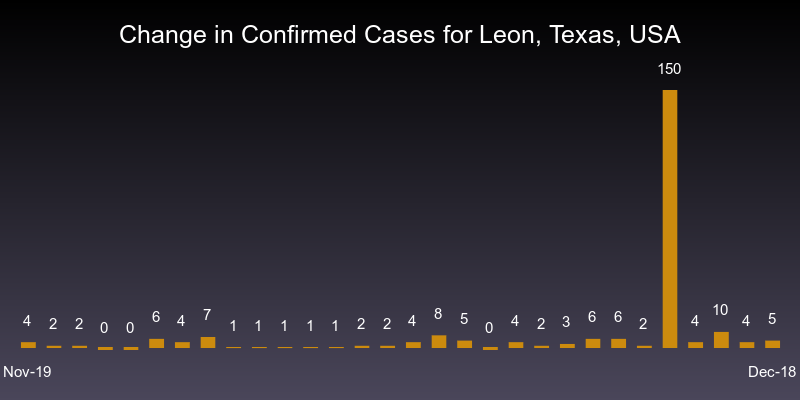 Change in Confirmed Cases for Leon, Texas, USA
150
4 2 2 0 0 6 4 7 1 1 1 1 1 2 2 4 8 5 0 4 2 3 6 6 2 4 10 4 5
Nov-19 Dec-18